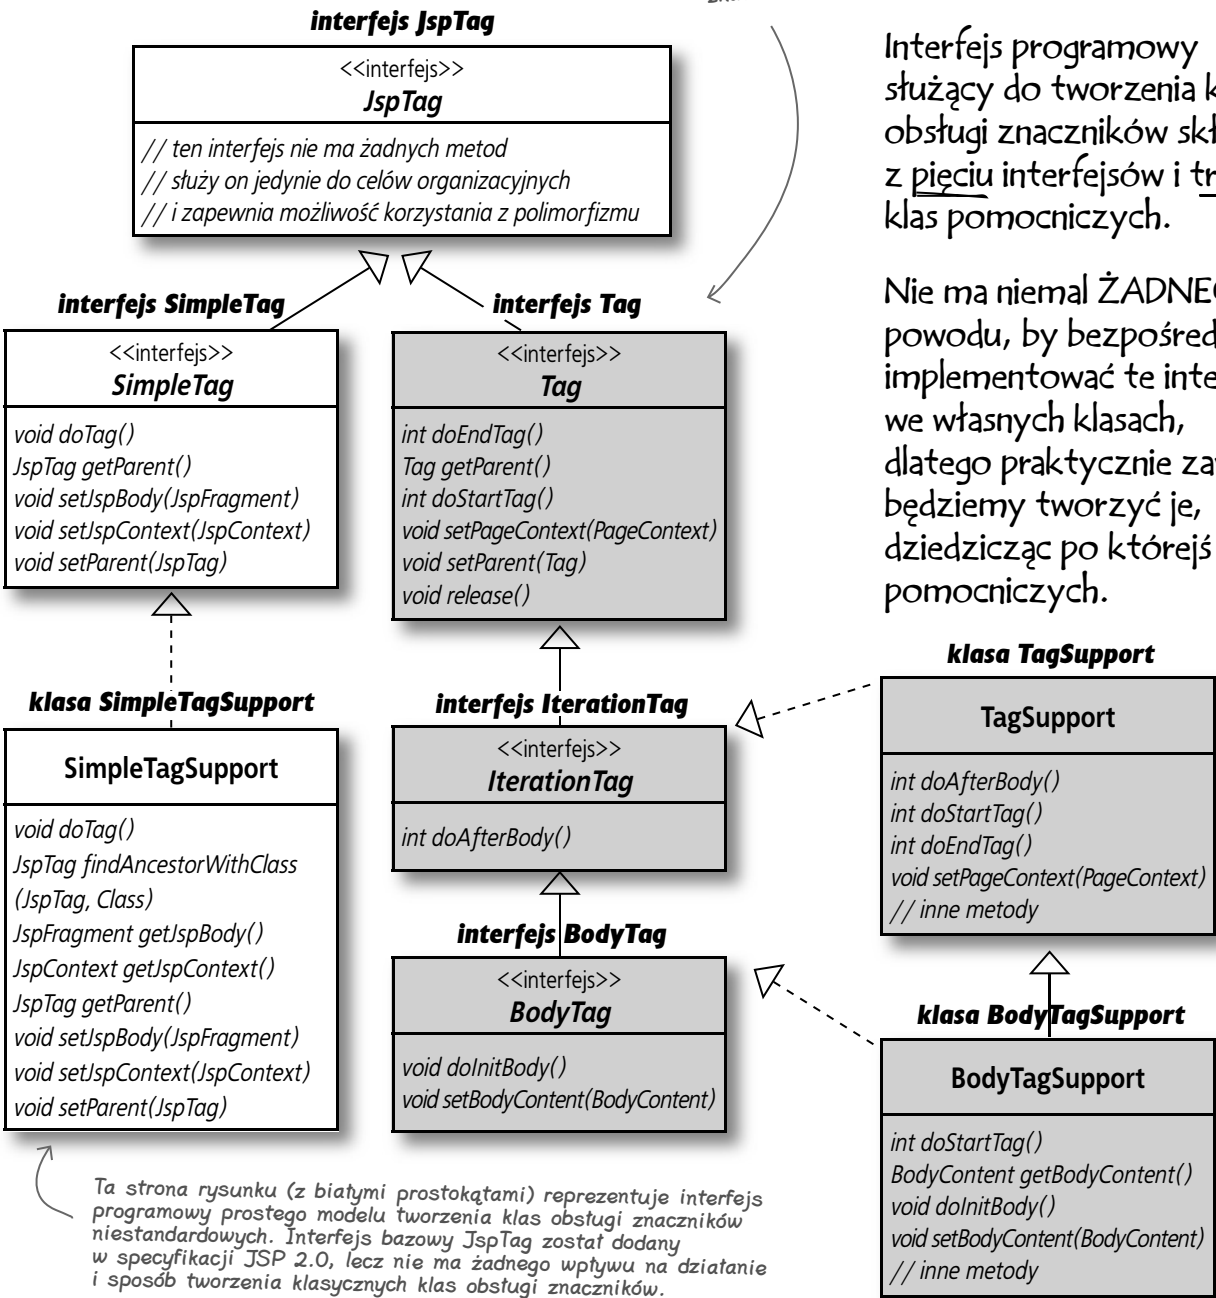 interfejs JspTag
<<interfejs>>
JspTag
// ten interfejs nie ma żadnych metod
// służy on jedynie do celów organizacyjnych
// i zapewnia możliwość korzystania z polimorfizmu
Interfejs programowy
służący do tworzenia
obsługi znaczników
z pięciu interfejsów i
klas pomocniczych.
Nie ma niemal
powodu, by
implementować te
we własnych klasach,
dlatego praktycznie
będziemy tworzyć je,
dziedzicząc po którejś
pomocniczych.
interfejs SimpleTag
<<interfejs>>
SimpleTag
void doTag()
JspTag getParent()
void setJspBody(JspFragment)
void setJspContext(JspContext)
void setParent(JspTag)
interfejs Tag
<<interfejs>>
Tag
int doEndTag()
Tag getParent()
int doStartTag()
void setPageContext(PageContext)
void setParent(Tag)
void release()
klasa SimpleTagSupport
SimpleTagSupport
void doTag()
JspTag findAncestorWithClass
(JspTag, Class)
JspFragment getJspBody()
JspContext getJspContext()
JspTag getParent()
void setJspBody(JspFragment)
void setJspContext(JspContext)
void setParent(JspTag)
interfejs IterationTag
<<interfejs>>
IterationTag
int doAfterBody()
interfejs BodyTag
<<interfejs>>
BodyTag
void doInitBody()
void setBodyContent(BodyContent)
klasa TagSupport
TagSupport
int doAfterBody()
int doStartTag()
int doEndTag()
void setPageContext(PageContext)
// inne metody
klasa BodyTagSupport
BodyTagSupport
int doStartTag()
BodyContent getBodyContent()
void doInitBody()
void setBodyContent(BodyContent)
// inne metody
Ta strona rysunku (z białymi prostokątami) reprezentuje interfejs
programowy prostego modelu tworzenia klas obsługi znaczników
niestandardowych. Interfejs bazowy JspTag został dodany
w specyfikacji JSP 2.0, lecz nie ma żadnego wpływu na działanie
i sposób tworzenia klasycznych klas obsługi znaczników.